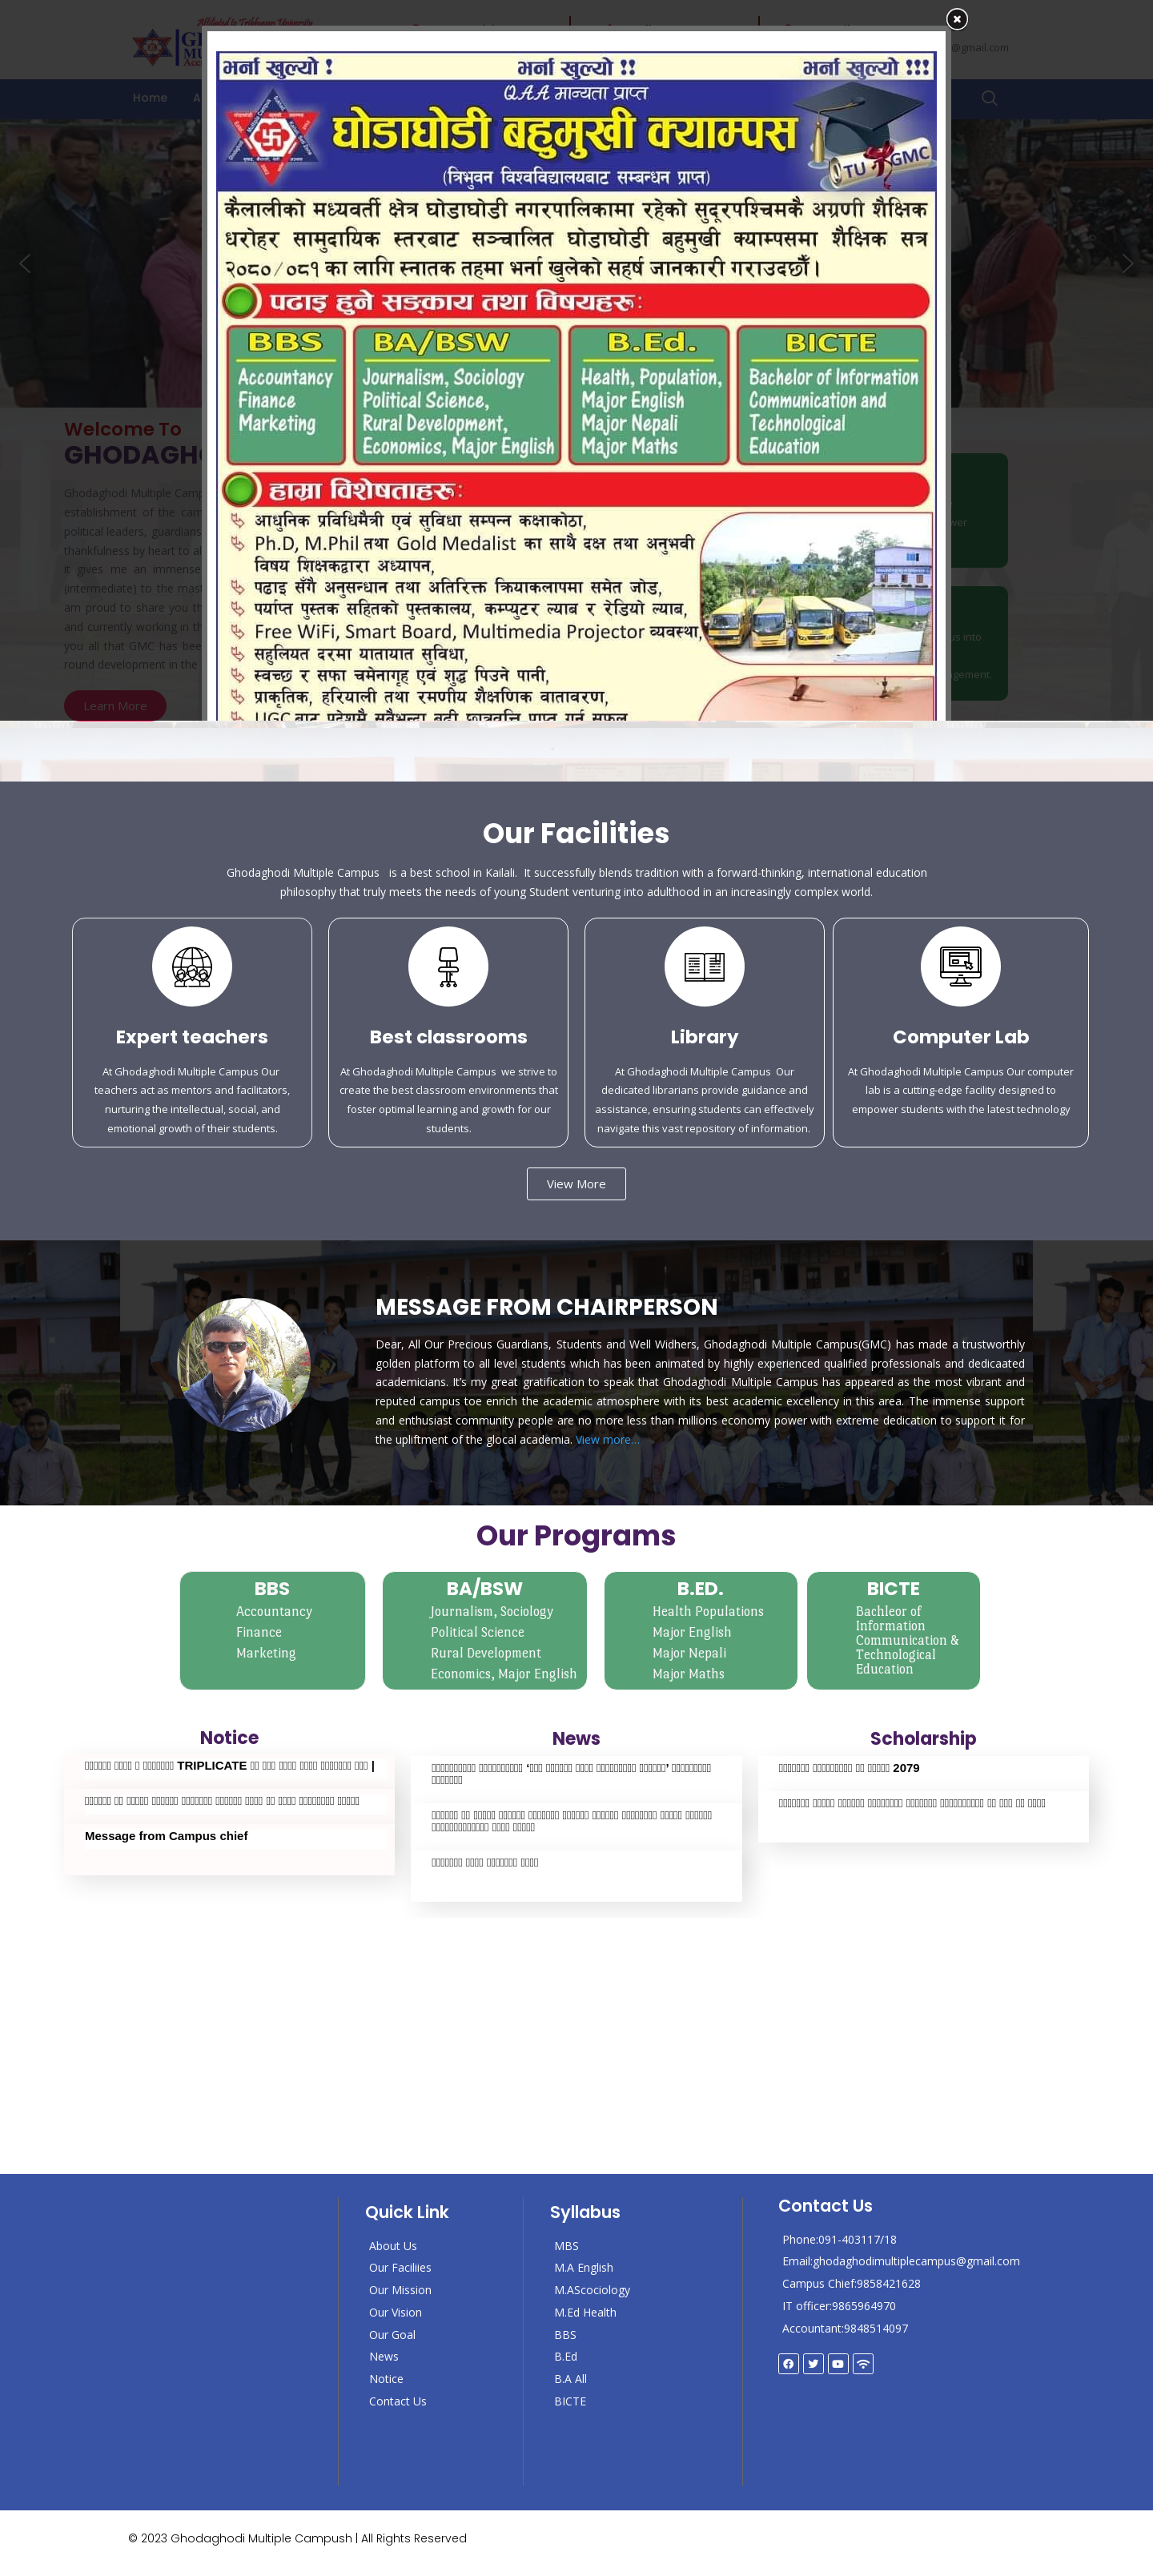 Affiliated to Tribhuvan University
@gmail.com
Home
भर्ना खुल्यो ! भर्ना खुल्यो !! भर्ना खुल्यो !!!
QAA मान्यता प्राप्त
घोडाघोडी बहुमुखी क्याम्पस
(त्रिभुवन विश्वविद्यालयबाट सम्बन्धन प्राप्त)
TU GMC
कैलालीको मध्यवर्ती क्षेत्र घोडाघोडी नगरपालिकामा रहेको सुदूरपश्चिमकै अग्रणी शैक्षिक
धरोहर सामुदायिक स्तरबाट सञ्चालित घोडाघोडी बहुमुखी क्याम्पसमा शैक्षिक सत्र
२०८०/०८१ का लागि स्नातक तहमा भर्ना खुलेको सहर्ष जानकारी गराउदछौँ।
पढाइ हुने सङ्काय तथा विषयहरूः
BBS
Accountancy
Finance
Marketing
BA/BSW
Journalism, Sociology
Political Science,
Rural Development,
Economics, Major English
B.Ed.
Health, Population,
Major English
Major Nepali
Major Maths
BICTE
Bachelor of Information
Communication and
Technological
Education
हाम्रा विशेषताहरूः
आधुनिक प्रविधिमैत्री एवं सुविधा सम्पन्न कक्षाकोठा,
Ph.D, M.Phil तथा Gold Medalist का साथै दक्ष तथा अनुभवी
विषय विज्ञद्वारा अध्यापन,
पढाइ सँगै अनुसन्धान तथा अतिरिक्त क्रियाकलापमा समेत जोड,
पर्याप्त पुस्तक सहितको पुस्तकालय, कम्प्युटर ल्याब र रेडियो ल्याब,
Free WiFi, Smart Board, Multimedia Projector व्यवस्था,
सहुलियत दरमा यातायात सुविधा,
स्वच्छ र सफा चमेनागृह एवं शुद्ध पिउने पानी,
प्राकृतिक, हरियाली तथा रमणीय शैक्षणिक वातावरण,
UGC बाट प्रदेशमै सबैभन्दा बढी छात्रवृत्ति प्राप्त गर्न सफल
Welcome To
GHODAGHO
Ghodaghodi Multiple Camp
establishment of the cam
political leaders, guardians
thankfulness by heart to al
it gives me an immense
(intermediate) to the mast
am proud to share you th
and currently working in th
you all that GMC has bee
round development in the
wer
us into
gement.
Learn More
Our Facilities
Ghodaghodi Multiple Campus is a best school in Kailali. It successfully blends tradition with a forward-thinking, international education
philosophy that truly meets the needs of young Student venturing into adulthood in an increasingly complex world.
Expert teachers
At Ghodaghodi Multiple Campus Our
teachers act as mentors and facilitators,
nurturing the intellectual, social, and
emotional growth of their students.
Best classrooms
At Ghodaghodi Multiple Campus we strive to
create the best classroom environments that
foster optimal learning and growth for our
students.
Library
At Ghodaghodi Multiple Campus Our
dedicated librarians provide guidance and
assistance, ensuring students can effectively
navigate this vast repository of information.
Computer Lab
At Ghodaghodi Multiple Campus Our computer
lab is a cutting-edge facility designed to
empower students with the latest technology
View More
MESSAGE FROM CHAIRPERSON
Dear, All Our Precious Guardians, Students and Well Widhers, Ghodaghodi Multiple Campus(GMC) has made a trustworthly
golden platform to all level students which has been animated by highly experienced qualified professionals and dedicaated
academicians. It’s my great gratification to speak that Ghodaghodi Multiple Campus has appeared as the most vibrant and
reputed campus toe enrich the academic atmosphere with its best academic excellency in this area. The immense support
and enthusiast community people are no more less than millions economy power with extreme dedication to support it for
the upliftment of the glocal academia. View more…
Our Programs
BBS
Accountancy
Finance
Marketing
BA/BSW
Journalism, Sociology
Political Science
Rural Development
Economics, Major English
B.ED.
Health Populations
Major English
Major Nepali
Major Maths
BICTE
Bachleor of
Information
Communication &
Technological
Education
Notice
TRIPLICATE |
Message from Campus chief
News
Scholarship
2079
Quick Link
About Us
Our Faciliies
Our Mission
Our Vision
Our Goal
News
Notice
Contact Us
Syllabus
MBS
M.A English
M.AScociology
M.Ed Health
BBS
B.Ed
B.A All
BICTE
Contact Us
Phone:091-403117/18
Email:ghodaghodimultiplecampus@gmail.com
Campus Chief:9858421628
IT officer:9865964970
Accountant:9848514097
© 2023 Ghodaghodi Multiple Campush | All Rights Reserved